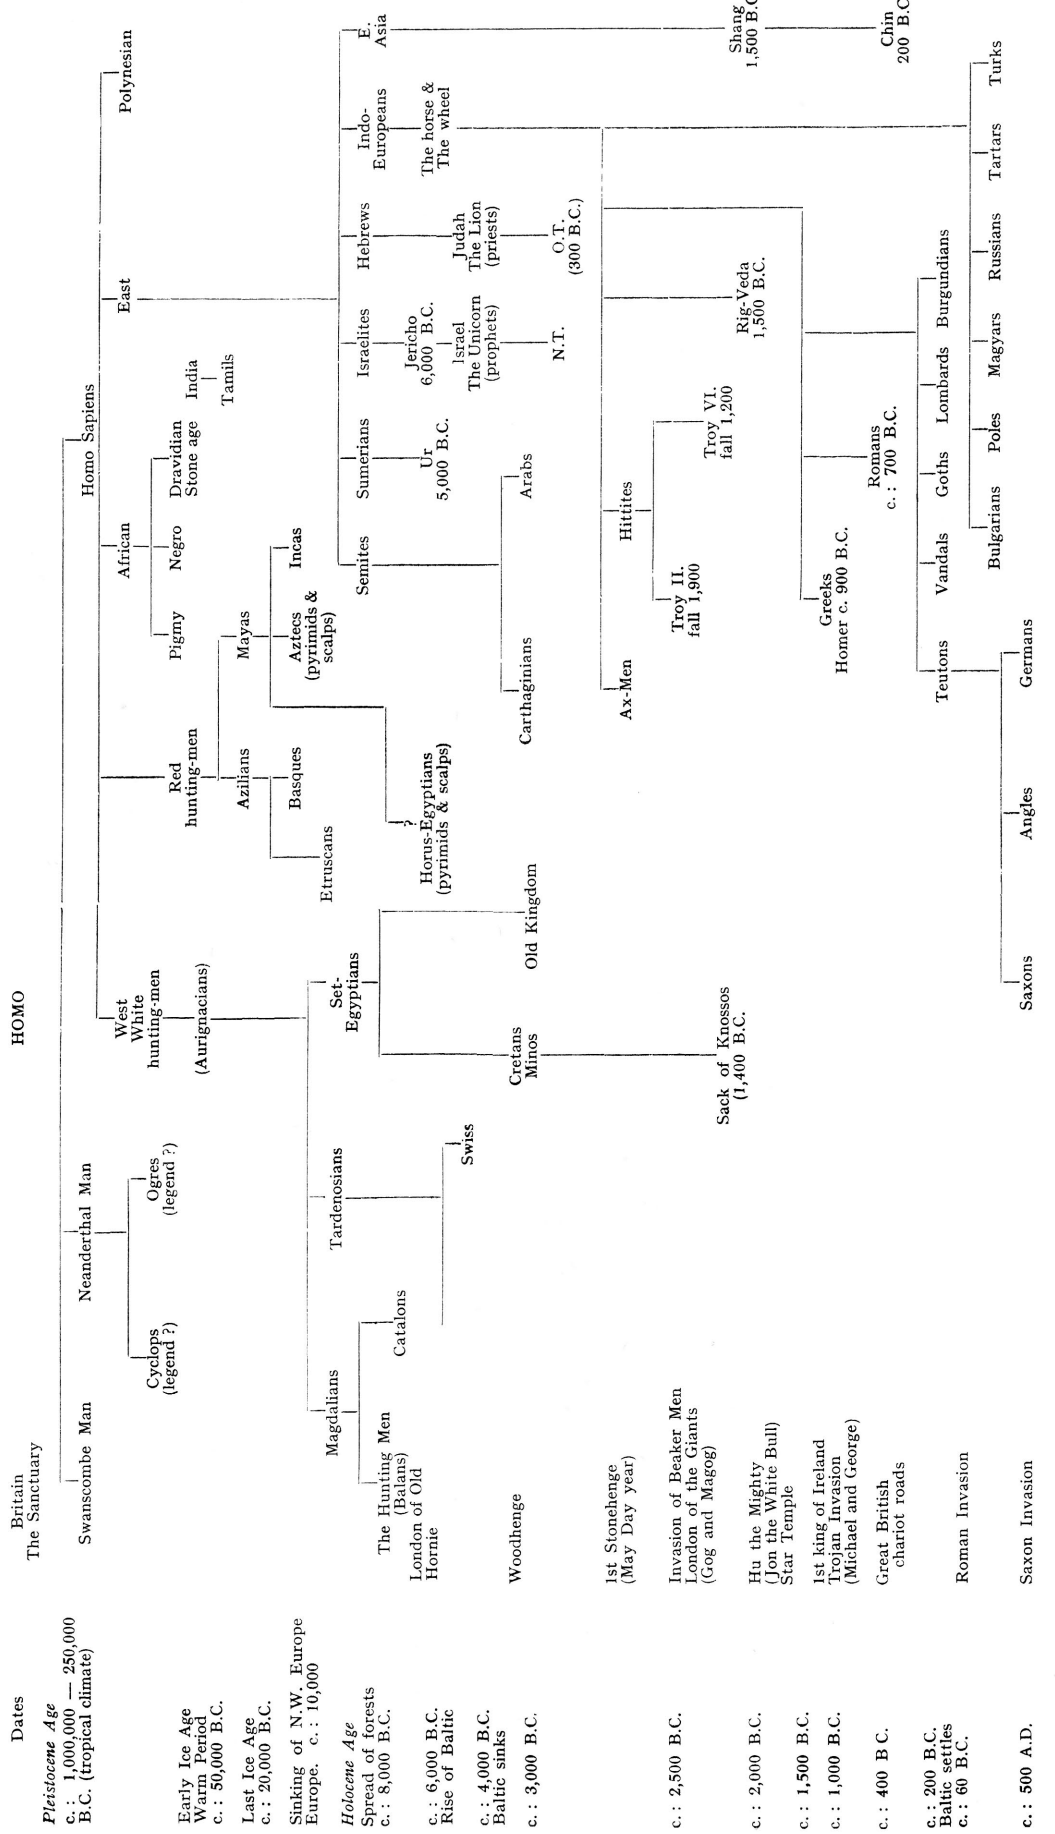 HOMO
Dates
Pleistocene Age
c. : 1,000,000 — 250,000
B.C. (tropical climate)
Early Ice Age
Warm Period
c. : 50,000 B.C.
Last Ice Age
c. : 20,000 B.C.
Sinking of N.W. Europe
Europe. c. : 10,000
Holocene Age
Spread of forests
c. : 8,000 B.C.
c. : 6,000 B.C.
Rise of Baltic
c. : 4,000 B.C.
Baltic sinks
c. : 3,000 B.C.
c. : 2,500 B.C.
c. : 2,000 B.C.
c. : 1,500 B.C.
c. : 1,000 B.C.
c. : 400 B C.
c. : 200 B.C.
Baltic settles
c. : 60 B.C.
c. : 500 A.D.
Britain
The Sanctuary
Swanscombe Man
The Hunting Men
(Balans)
London of Old
Hornie
Woodhenge
1st Stonehenge
(May Day year)
Invasion of Beaker Men
London of the Giants
(Gog and Magog)
Hu the Mighty
(Jon the White Bull)
Star Temple
1st king of Ireland
Trojan Invasion
(Michael and George)
Great British
chariot roads
Roman Invasion
Saxon Invasion
Neanderthal Man
Cyclops
(legend ?)
Ogres
(legend ?)
Homo Sapiens
West
White
hunting-men
(Aurignacians)
Magdalians
Catalons
Tardenosians
Swiss
Set-
Egyptians
Cretans
Minos
Old Kingdom
Sack of Knossos
(1,400 B.C.
Red
hunting-men
Azilians
Mayas
Etruscans
Basques
Aztecs
(pyrimids &
scalps)
Incas
?
Horus-Egyptians
(pyrimids & scalps)
African
Pigmy
Negro
Dravidian
Stone age
India
Tamils
East
Polynesian
Semites
Sumerians
Israelites
Hebrews
Indo-
Europeans
E.
Asia
Ur
5,000 B.C.
Jericho
6,000 B.C.
Israel
The Unicorn
(prophets)
Judah
The Lion
(priests)
The horse &
The wheel
N.T.
O.T.
(300 B.C.)
Carthaginians
Arabs
Ax-Men
Hittites
Troy II.
fall 1,900
Troy VI.
fall 1,200
Rig-Veda
1,500 B.C.
Shang
1,500 B.C
Chin
200 B.C
Greeks
Homer c. 900 B.C.
Romans
c. : 700 B.C.
Teutons
Vandals
Goths
Lombards
Burgundians
Bulgarians
Poles
Magyars
Russians
Tartars
Turks
Saxons
Angles
Germans